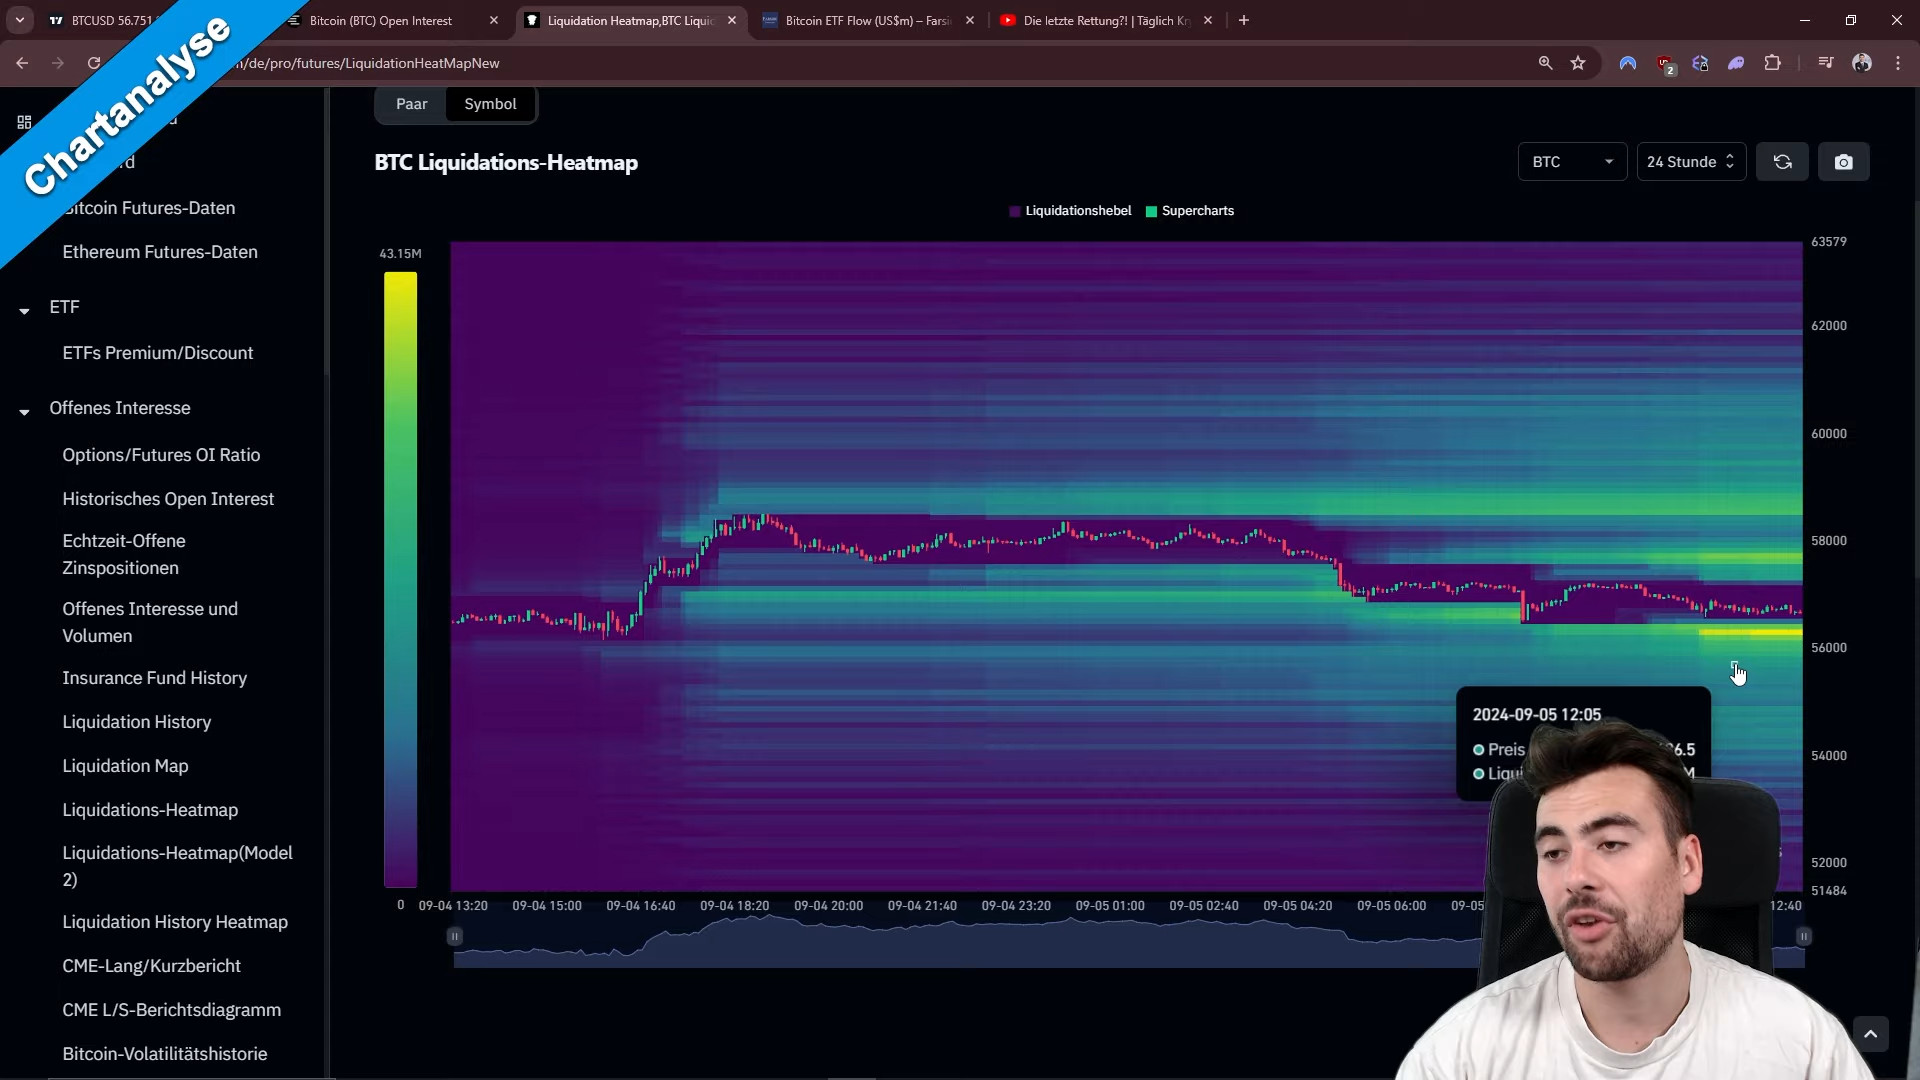 BTCUSD 56.751
Bitcoin (BTC) Open Interest
Liquidation Heatmap,BTC Liquid
Bitcoin ETF Flow (US$m) – Farsi
Die letzte Rettung?! | Täglich Kr
/de/pro/futures/LiquidationHeatMapNew
2
Chartanalyse
Paar
Symbol
BTC Liquidations-Heatmap
BTC
24 Stunde
Liquidationshebel
Supercharts
Bitcoin Futures-Daten
Ethereum Futures-Daten
ETF
ETFs Premium/Discount
Offenes Interesse
Options/Futures OI Ratio
Historisches Open Interest
Echtzeit-Offene
Zinspositionen
Offenes Interesse und
Volumen
Insurance Fund History
Liquidation History
Liquidation Map
Liquidations-Heatmap
Liquidations-Heatmap(Model
2)
Liquidation History Heatmap
CME-Lang/Kurzbericht
CME L/S-Berichtsdiagramm
Bitcoin-Volatilitätshistorie
43.15M
0
63579
62000
60000
58000
56000
54000
52000
51484
2024-09-05 12:05
Preis 6.5
Liqui M
09-04 13:20
09-04 15:00
09-04 16:40
09-04 18:20
09-04 20:00
09-04 21:40
09-04 23:20
09-05 01:00
09-05 02:40
09-05 04:20
09-05 06:00
09-05
12:40